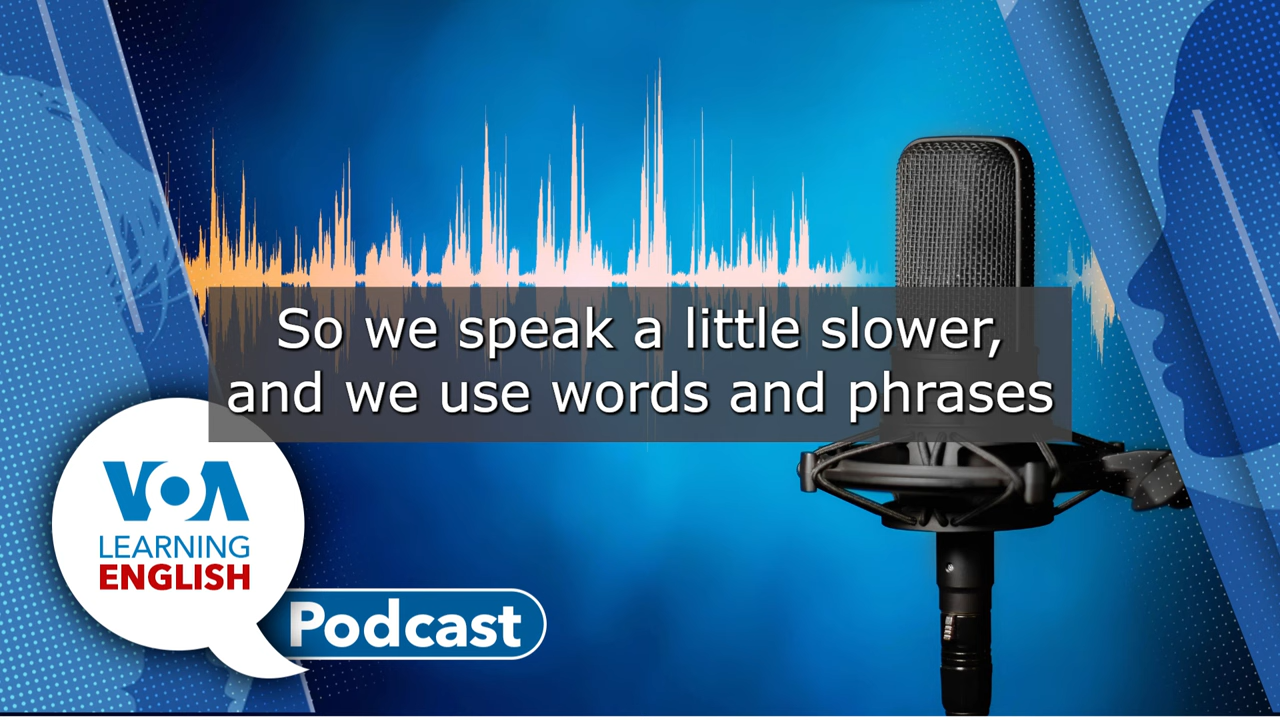 So we speak a little slower,
and we use words and phrases
VOA
LEARNING
ENGLISH
Podcast